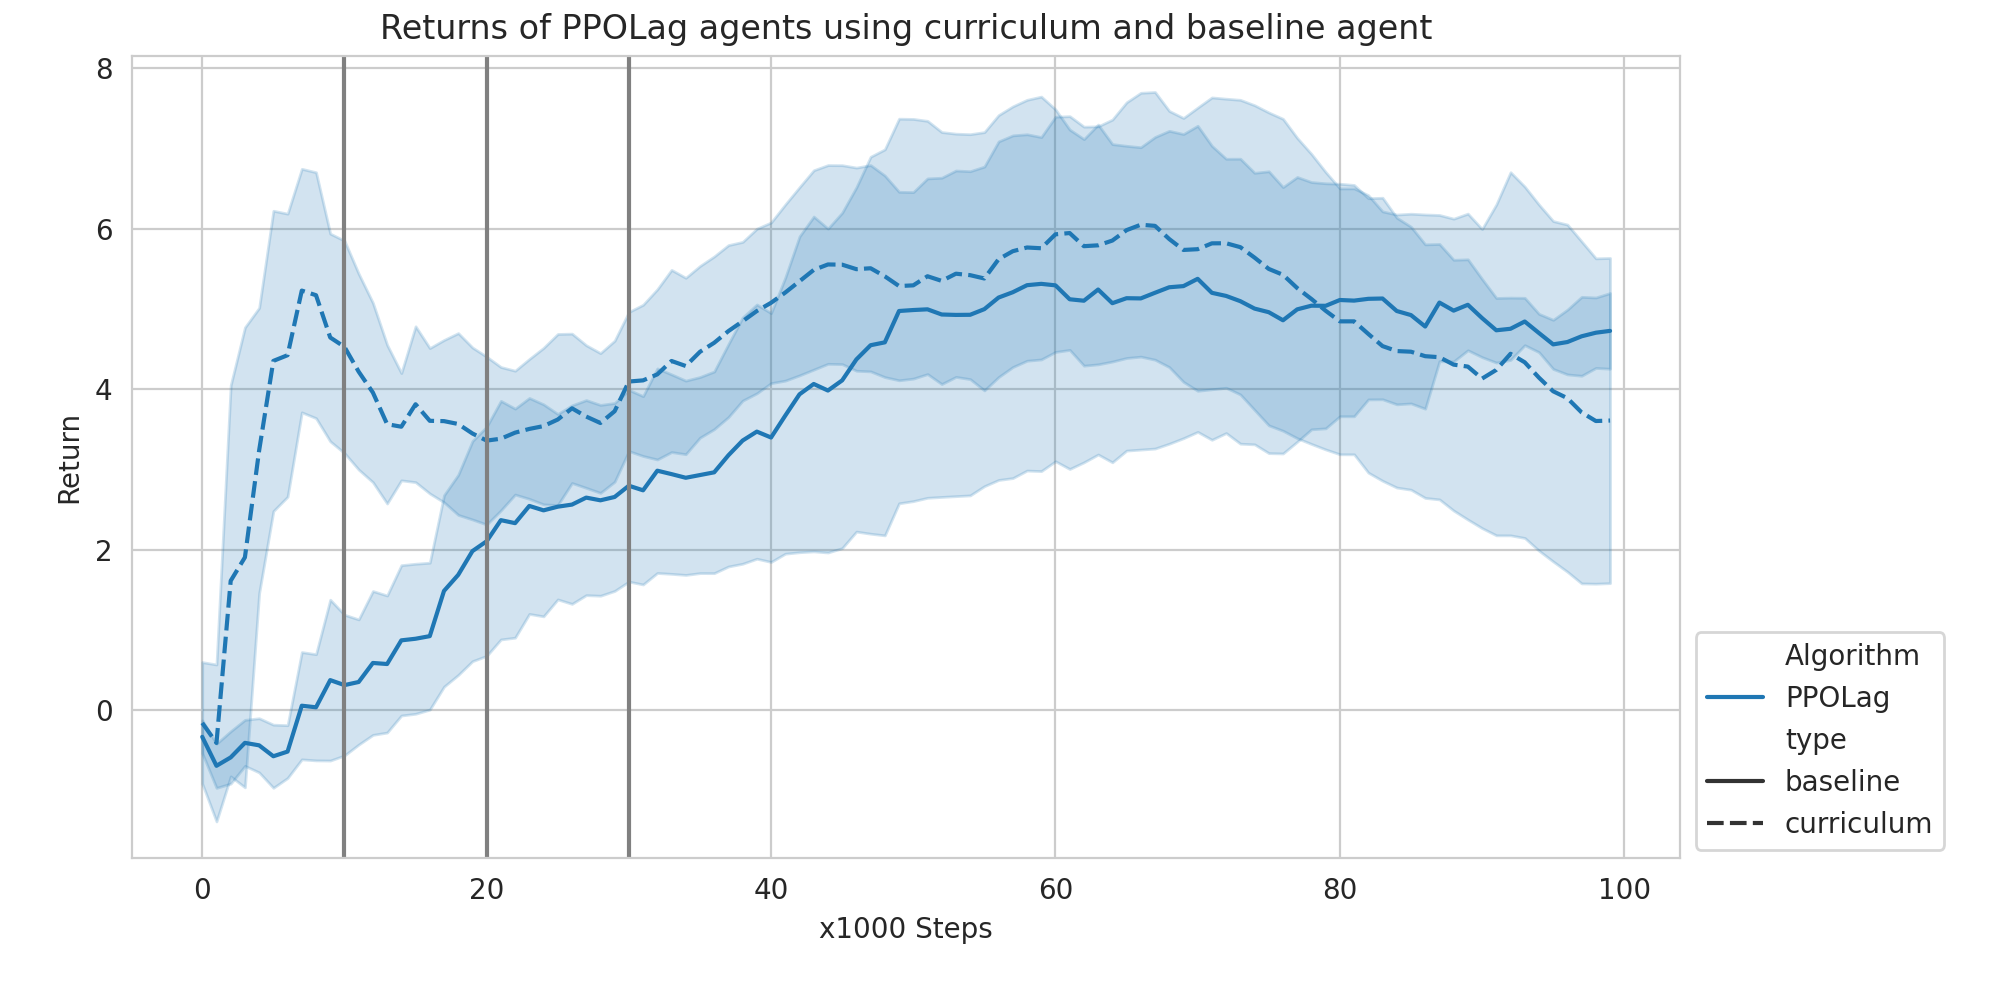 Returns of PPOLag agents using curriculum and baseline agent
8
6
4
2
0
Return
0 20 40 60 80 100
x1000 Steps
Algorithm
PPOLag
type
baseline
curriculum